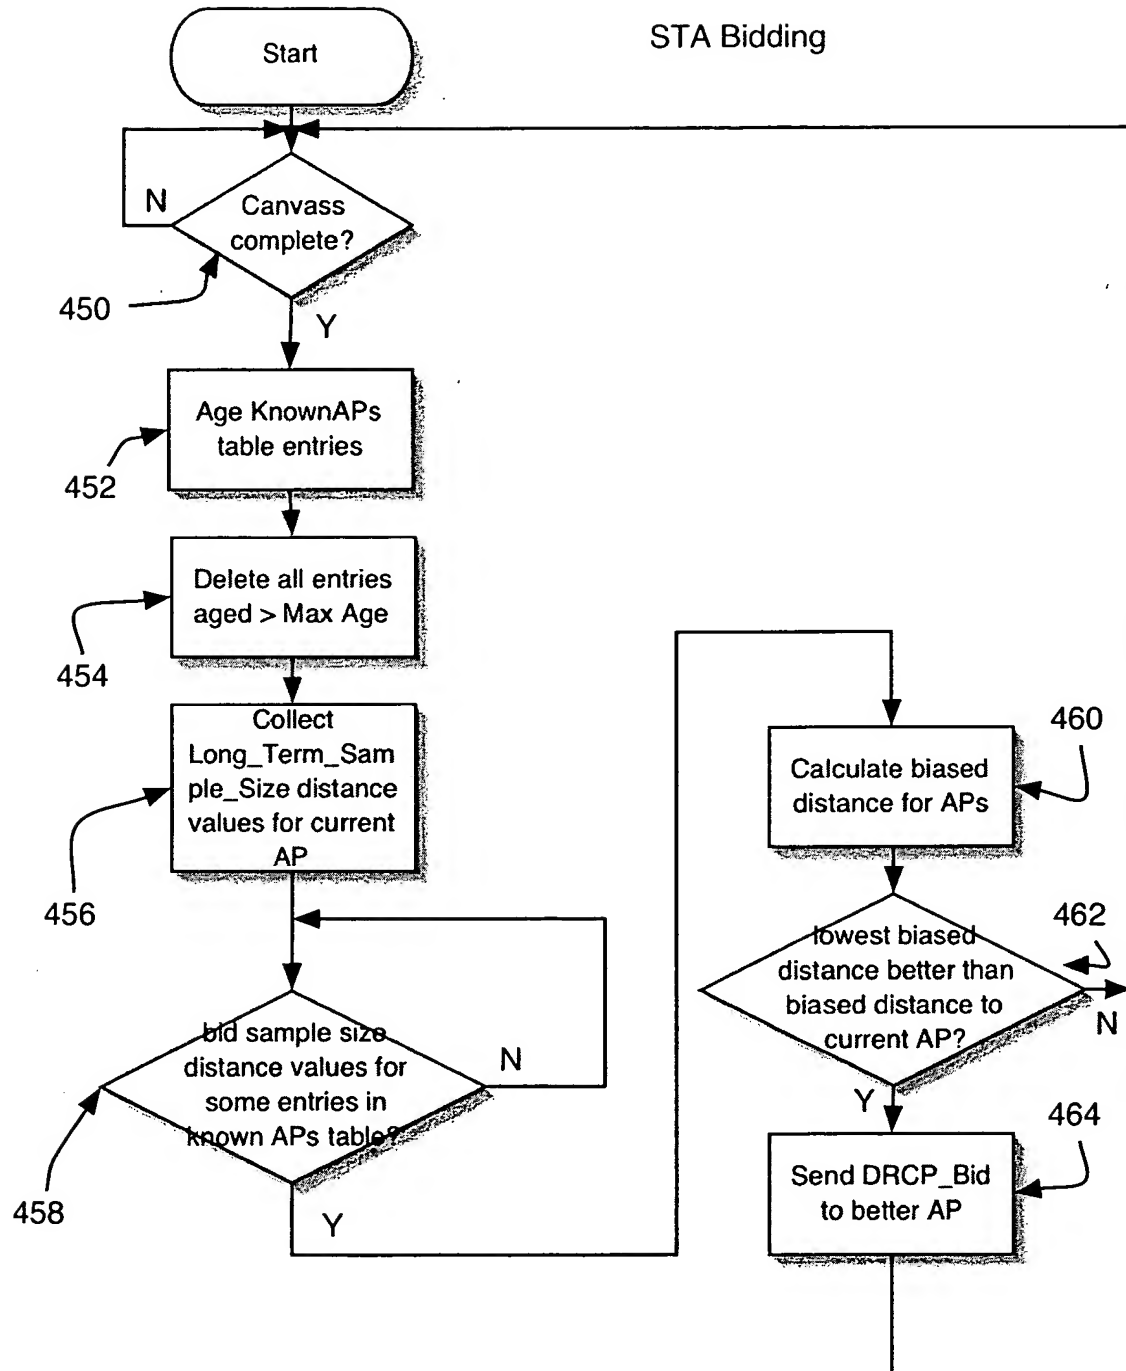 STA Bidding
Start
N
Canvass
complete?
450
Y
Age KnownAPs
table entries
452
Delete all entries
aged > Max Age
454
Collect
Long_Term_Sam
ple_Size distance
values for current
AP
456
bid sample size
distance values for
some entries in
known APs table?
N
458
Y
460
Calculate biased
distance for APs
462
lowest biased
distance better than
biased distance to
current AP?
N
Y
464
Send DRCP_Bid
to better AP